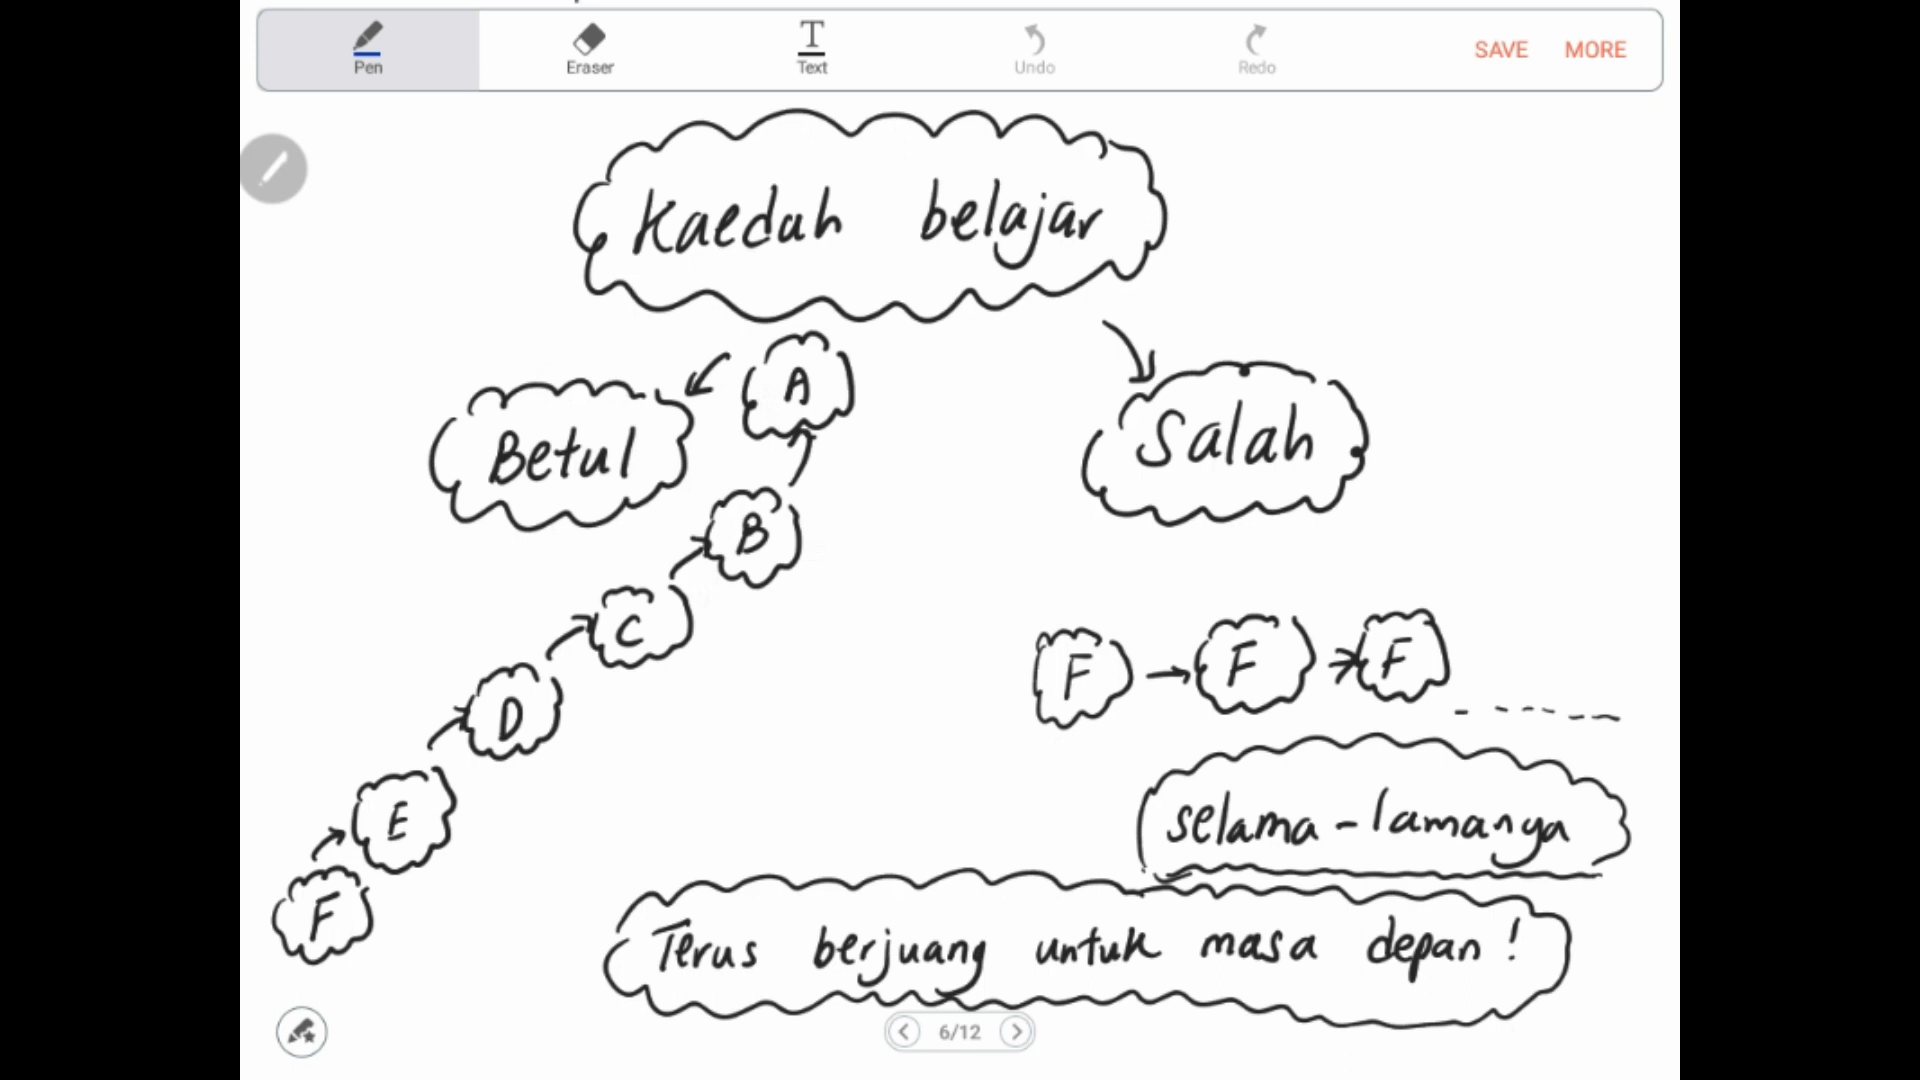 Pen Eraser Text Undo Redo SAVE MORE
Kaedah belajar
Betul
Salah
A
B
C
D
E
F
F → F → F
selama-lamanya
Terus berjuang untuk masa depan!
6/12